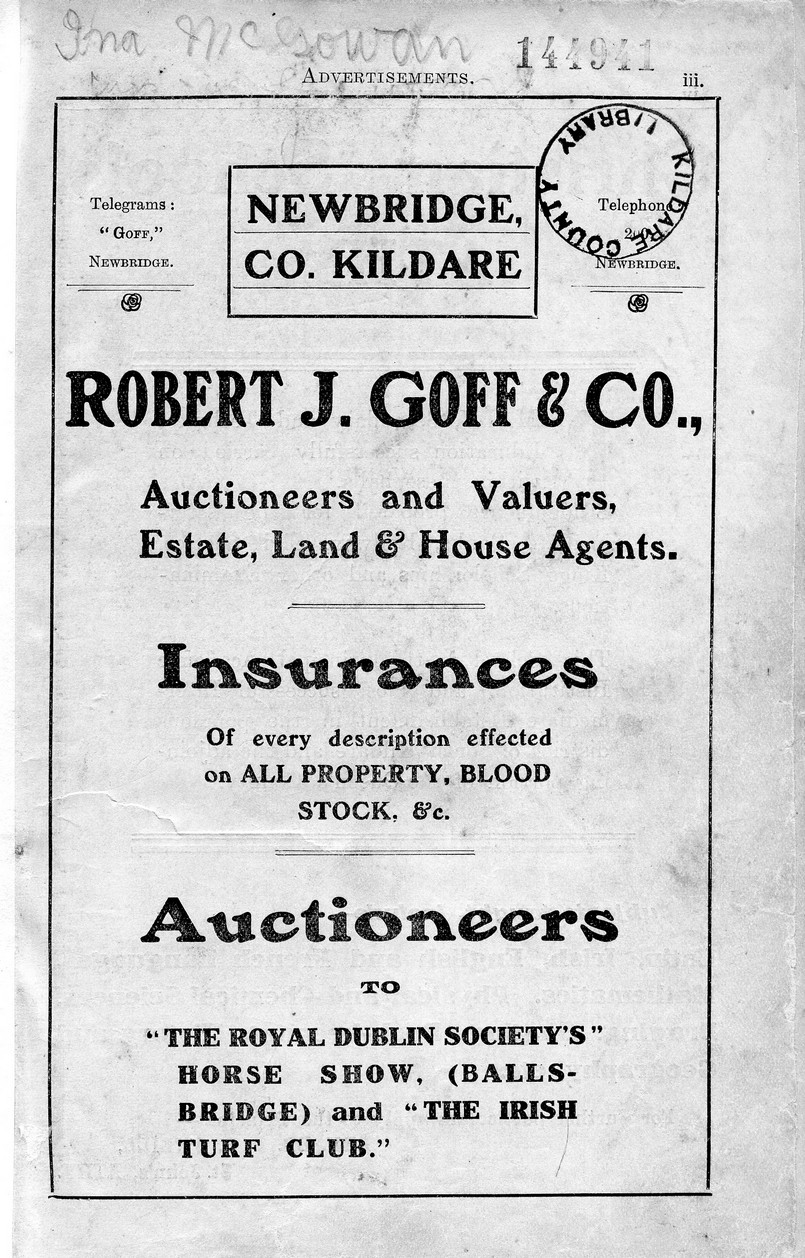 Ina McGowan
144941
ADVERTISEMENTS.
iii.
KILDARE COUNTY LIBRARY
Telegrams:
"GOFF,"
NEWBRIDGE.
NEWBRIDGE,
CO. KILDARE
Telephone
NEWBRIDGE.
ROBERT J. GOFF & CO.,
Auctioneers and Valuers,
Estate, Land & House Agents.
Insurances
Of every description effected
on ALL PROPERTY, BLOOD
STOCK, &c.
Auctioneers
TO
"THE ROYAL DUBLIN SOCIETY'S"
HORSE SHOW, (BALLS-
BRIDGE) and "THE IRISH
TURF CLUB."